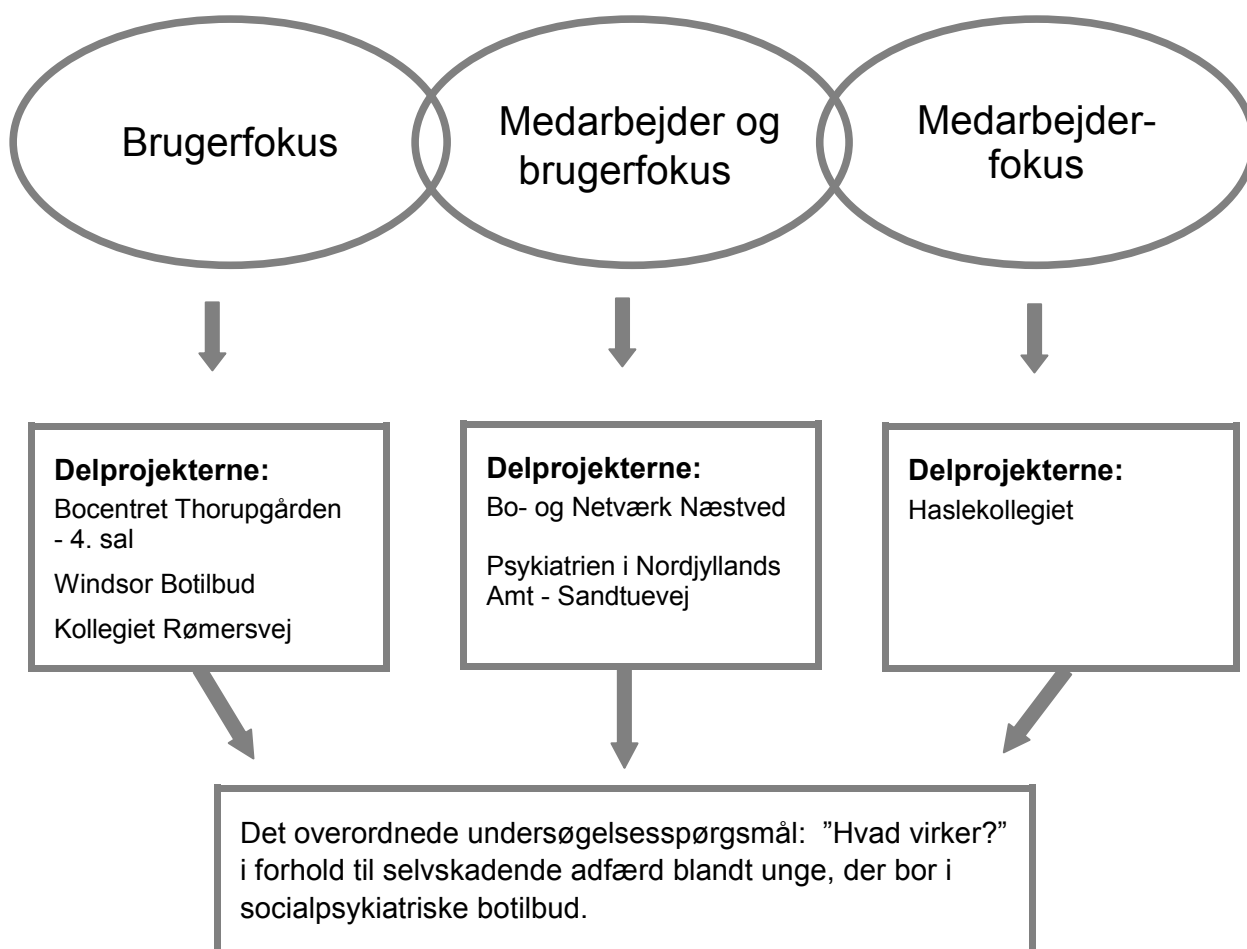 Brugerfokus
Medarbejder og
brugerfokus
Medarbejder-
fokus
Delprojekterne:
Bocentret Thorupgården
- 4. sal
Windsor Botilbud
Kollegiet Rømersvej
Delprojekterne:
Bo- og Netværk Næstved
Psykiatrien i Nordjyllands
Amt - Sandtuevej
Delprojekterne:
Haslekollegiet
Det overordnede undersøgelsesspørgsmål: ”Hvad virker?”
i forhold til selvskadende adfærd blandt unge, der bor i
socialpsykiatriske botilbud.